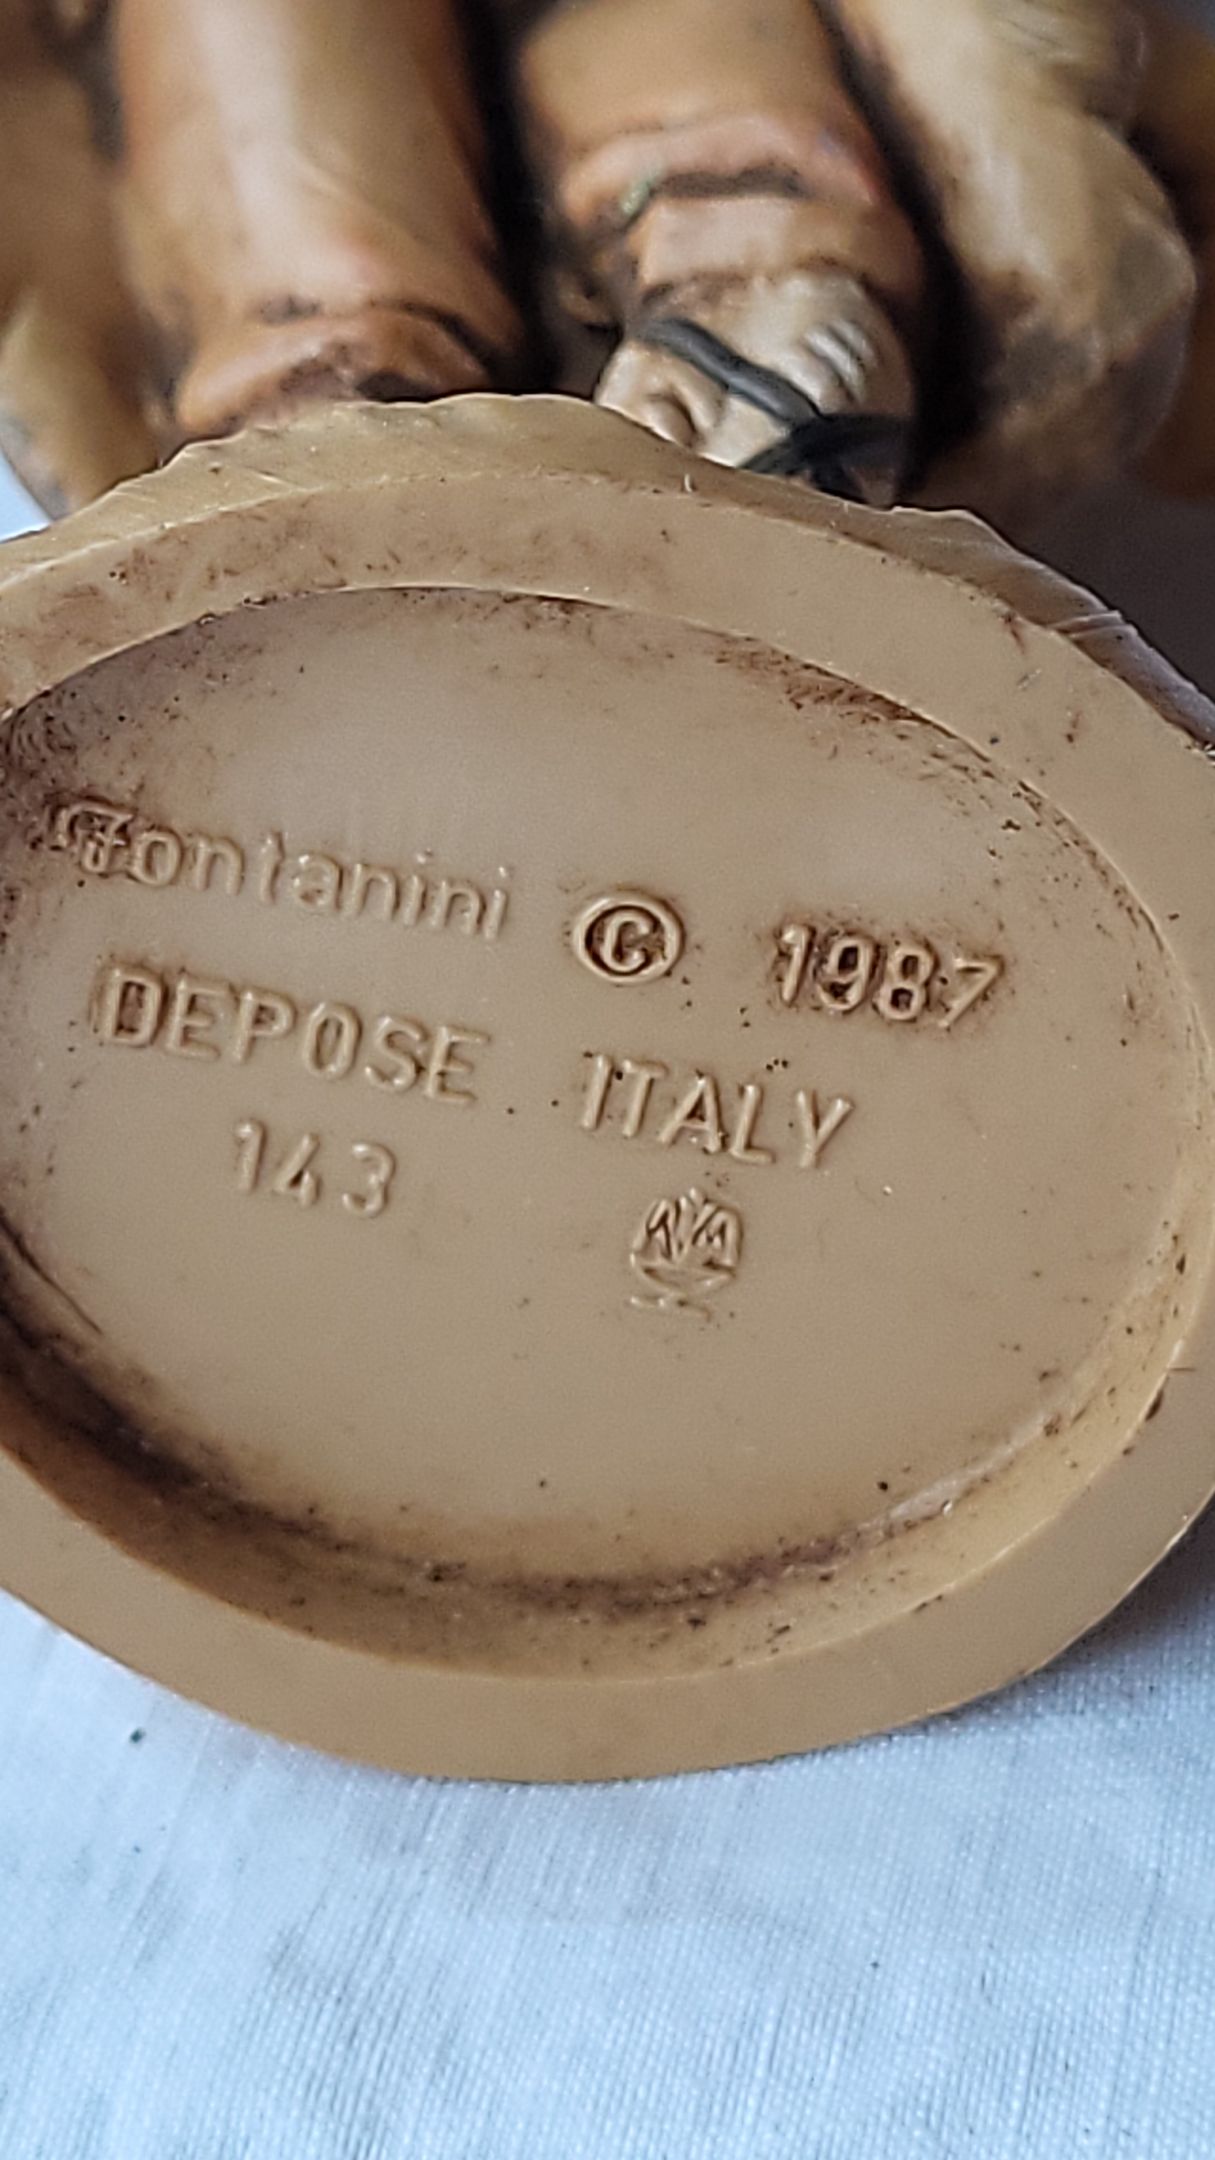 Fontanini © 1987
DEPOSE ITALY
143